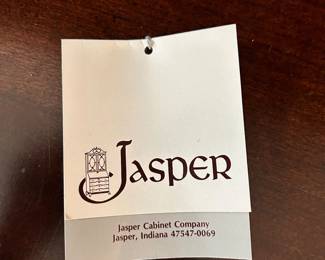 Jasper
Jasper Cabinet Company
Jasper, Indiana 47547-0069